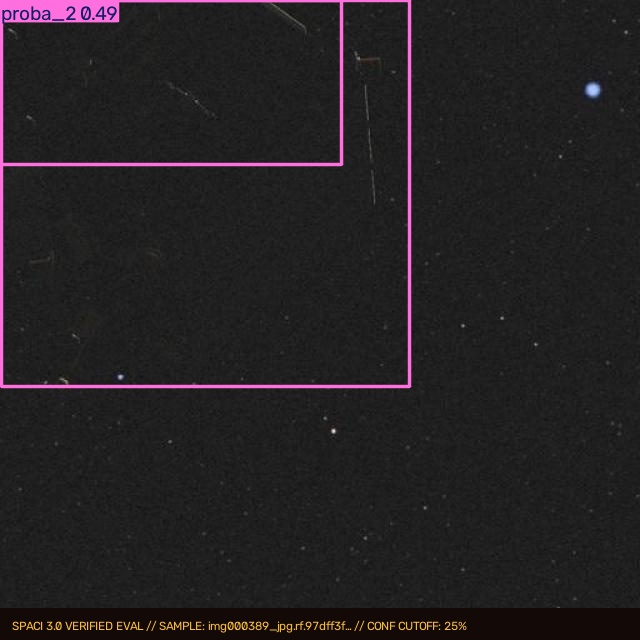 proba_2 0.49
SPACI 3.0 VERIFIED EVAL // SAMPLE: img000389_jpg.rf.97dff3f... // CONF CUTOFF: 25%